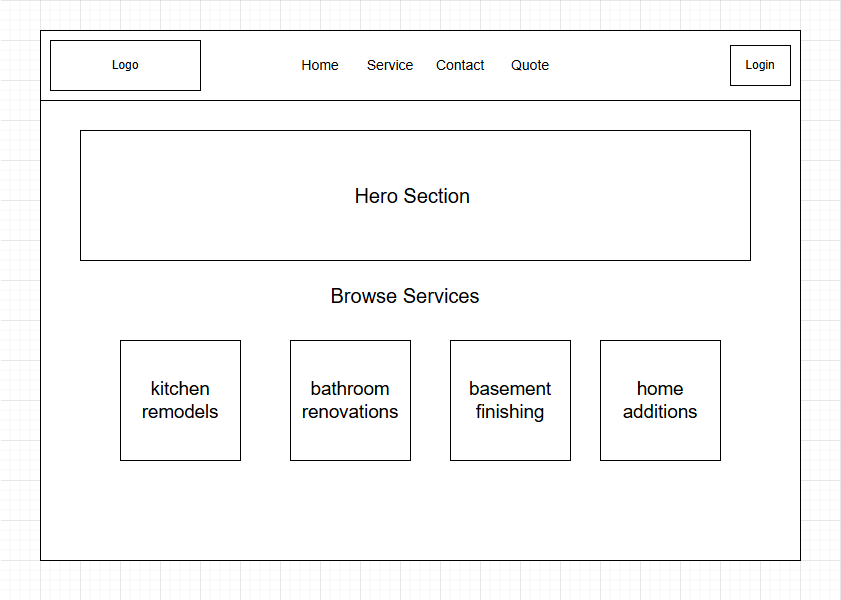 Logo
Home
Service
Contact
Quote
Login
Hero Section
Browse Services
kitchen
remodels
bathroom
renovations
basement
finishing
home
additions